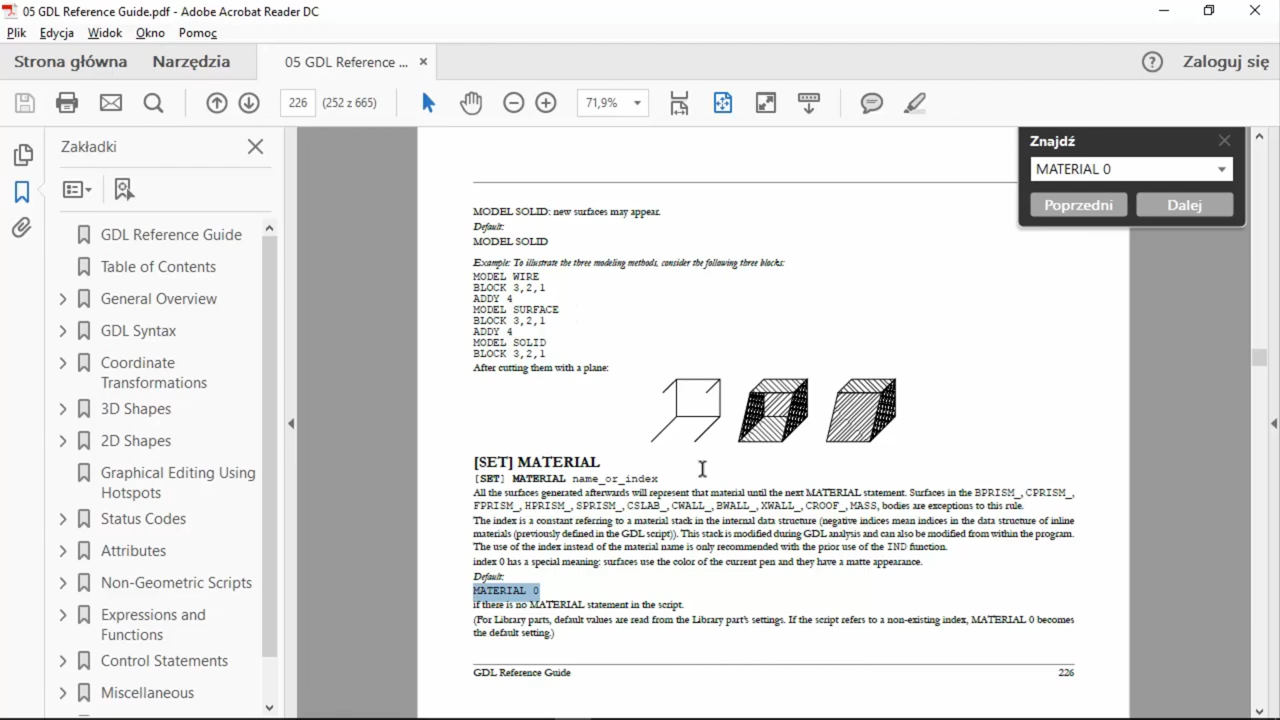 05 GDL Reference Guide.pdf - Adobe Acrobat Reader DC
Plik Edycja Widok Okno Pomoc
Strona główna Narzędzia 05 GDL Reference ... Zaloguj się
226 (252 z 665) 71,9%
Zakładki
GDL Reference Guide
Table of Contents
General Overview
GDL Syntax
Coordinate
Transformations
3D Shapes
2D Shapes
Graphical Editing Using
Hotspots
Status Codes
Attributes
Non-Geometric Scripts
Expressions and
Functions
Control Statements
Miscellaneous
Znajdź
MATERIAL 0
Poprzedni Dalej
MODEL SOLID: new surfaces may appear.
Default:
MODEL SOLID
Example: To illustrate the three modeling methods, consider the following three blocks:
MODEL WIRE
BLOCK 3,2,1
ADDY 4
MODEL SURFACE
BLOCK 3,2,1
ADDY 4
MODEL SOLID
BLOCK 3,2,1
After cutting them with a plane:
[SET] MATERIAL
[SET] MATERIAL name_or_index
All the surfaces generated afterwards will represent that material until the next MATERIAL statement. Surfaces in the BPRISM_, CPRISM_,
FPRISM_, HPRISM_, SPRISM_, CSLAB_, CWALL_, BWALL_, XWALL_, CROOF_, MASS, bodies are exceptions to this rule.
The index is a constant referring to a material stack in the internal data structure (negative indices mean indices in the data structure of inline
materials (previously defined in the GDL script)). This stack is modified during GDL analysis and can also be modified from within the program.
The use of the index instead of the material name is only recommended with the prior use of the IND function.
index 0 has a special meaning: surfaces use the color of the current pen and they have a matte appearance.
Default:
MATERIAL 0
if there is no MATERIAL statement in the script.
(For Library parts, default values are read from the Library part's settings. If the script refers to a non-existing index, MATERIAL 0 becomes
the default setting.)
GDL Reference Guide 226